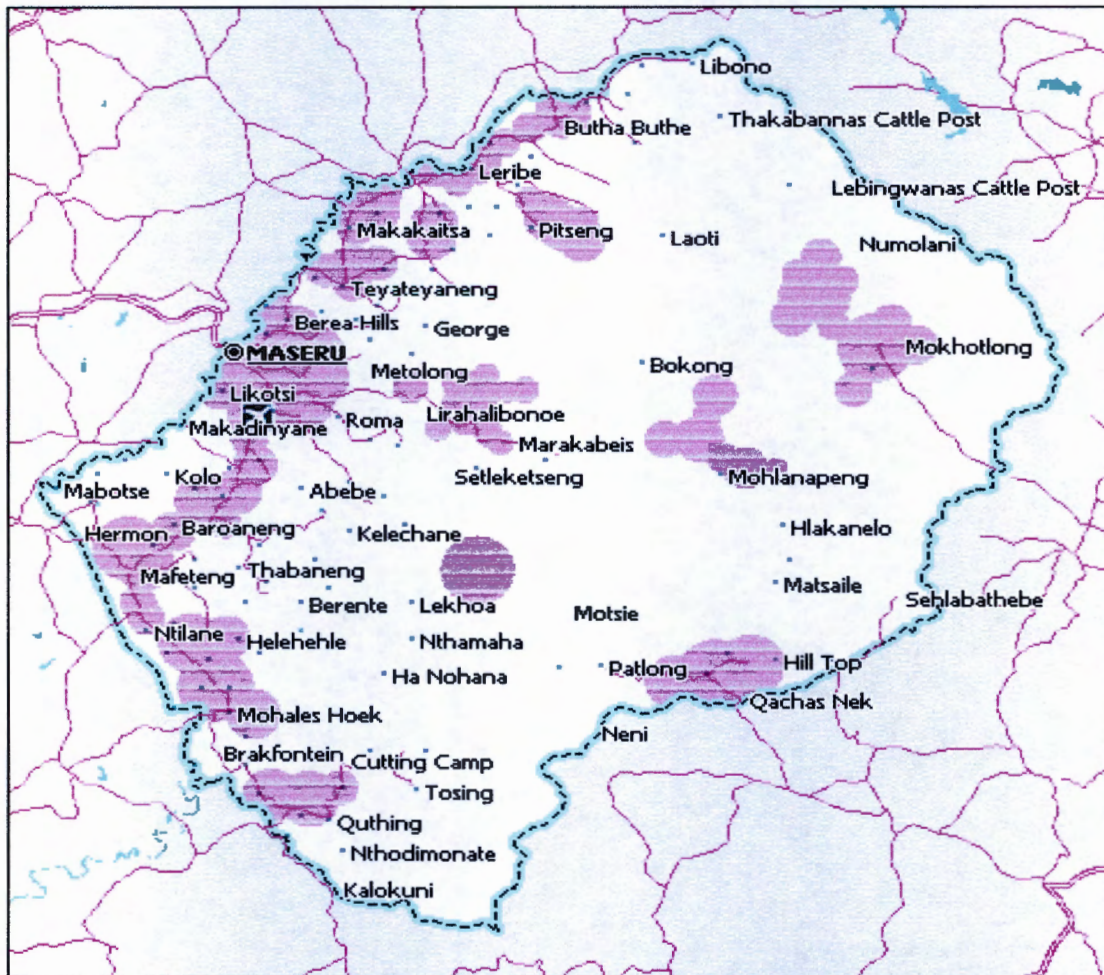 Libono
Thakabannas Cattle Post
Butha Buthe
Leribe
Lebingwanas Cattle Post
Makakaitsa
Pitseng
Laoti
Numolani
Teyateyaneng
Berea Hills
George
MASERU
Mokhotlong
Metolong
Bokong
Likotsi
Lirahalibonoe
Makadinyane
Roma
Marakabeis
Kolo
Setleketseng
Mohlanapeng
Mabotse
Abebe
Hermon
Baroaneng
Kelechane
Hlakanelo
Mafeteng
Thabaneng
Matsaile
Berente
Lekhoa
Motsie
Sehlabathebe
Ntilane
Helehehle
Nthamaha
Ha Nohana
Patlong
Hill Top
Qachas Nek
Mohales Hoek
Neni
Brakfontein
Cutting Camp
Tosing
Quthing
Nthodimonate
Kalokuni